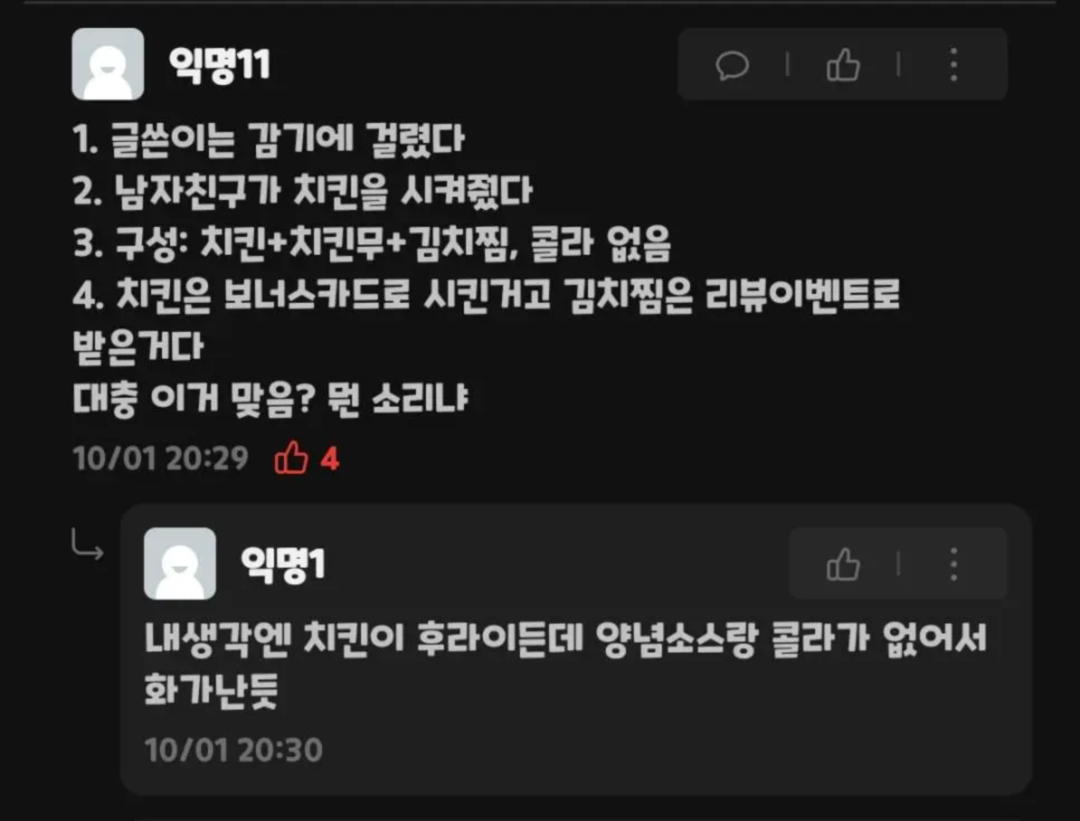 익명11
1. 글쓴이는 감기에 걸렸다
2. 남자친구가 치킨을 시켜줬다
3. 구성: 치킨+치킨무+김치찜, 콜라 없음
4. 치킨은 보너스카드로 시킨거고 김치찜은 리뷰이벤트로
받은거다
대충 이거 맞음? 뭔 소리냐
10/01 20:29 4
익명1
내생각엔 치킨이 후라이든데 양념소스랑 콜라가 없어서
화가난듯
10/01 20:30